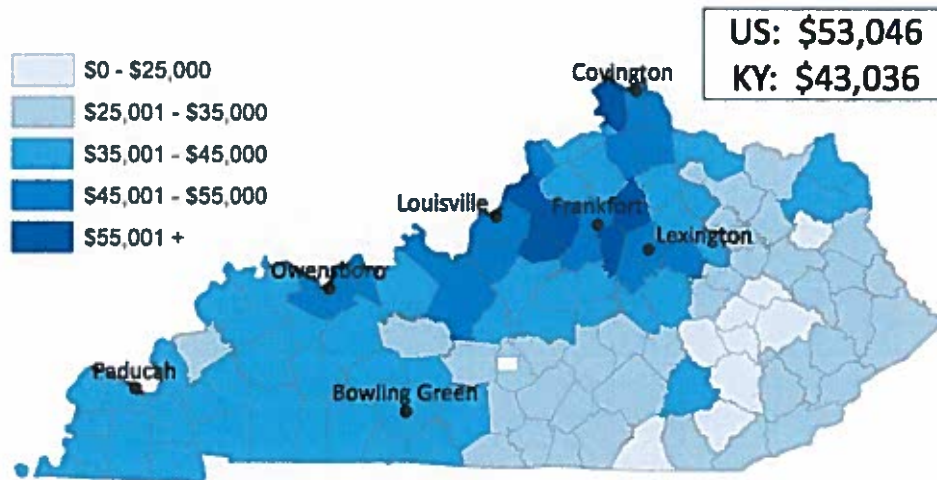 US: $53,046
KY: $43,036
$0 - $25,000
$25,001 - $35,000
$35,001 - $45,000
$45,001 - $55,000
$55,001 +
Covington
Louisville
Frankfort
Lexington
Owensboro
Paducah
Bowling Green